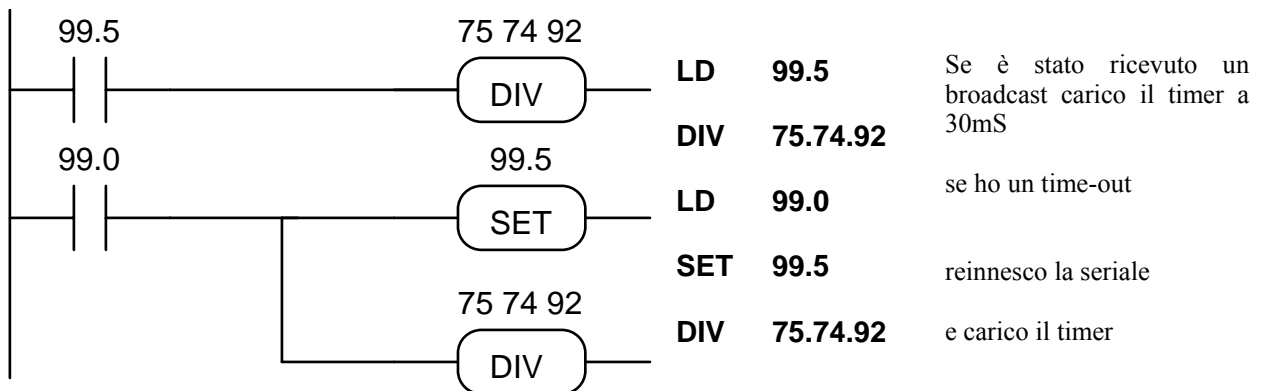 99.5
75 74 92
DIV
99.0
99.5
SET
75 74 92
DIV
LD 99.5
DIV 75.74.92
LD 99.0
SET 99.5
DIV 75.74.92
Se è stato ricevuto un
broadcast carico il timer a
30mS
se ho un time-out
reinnesco la seriale
e carico il timer